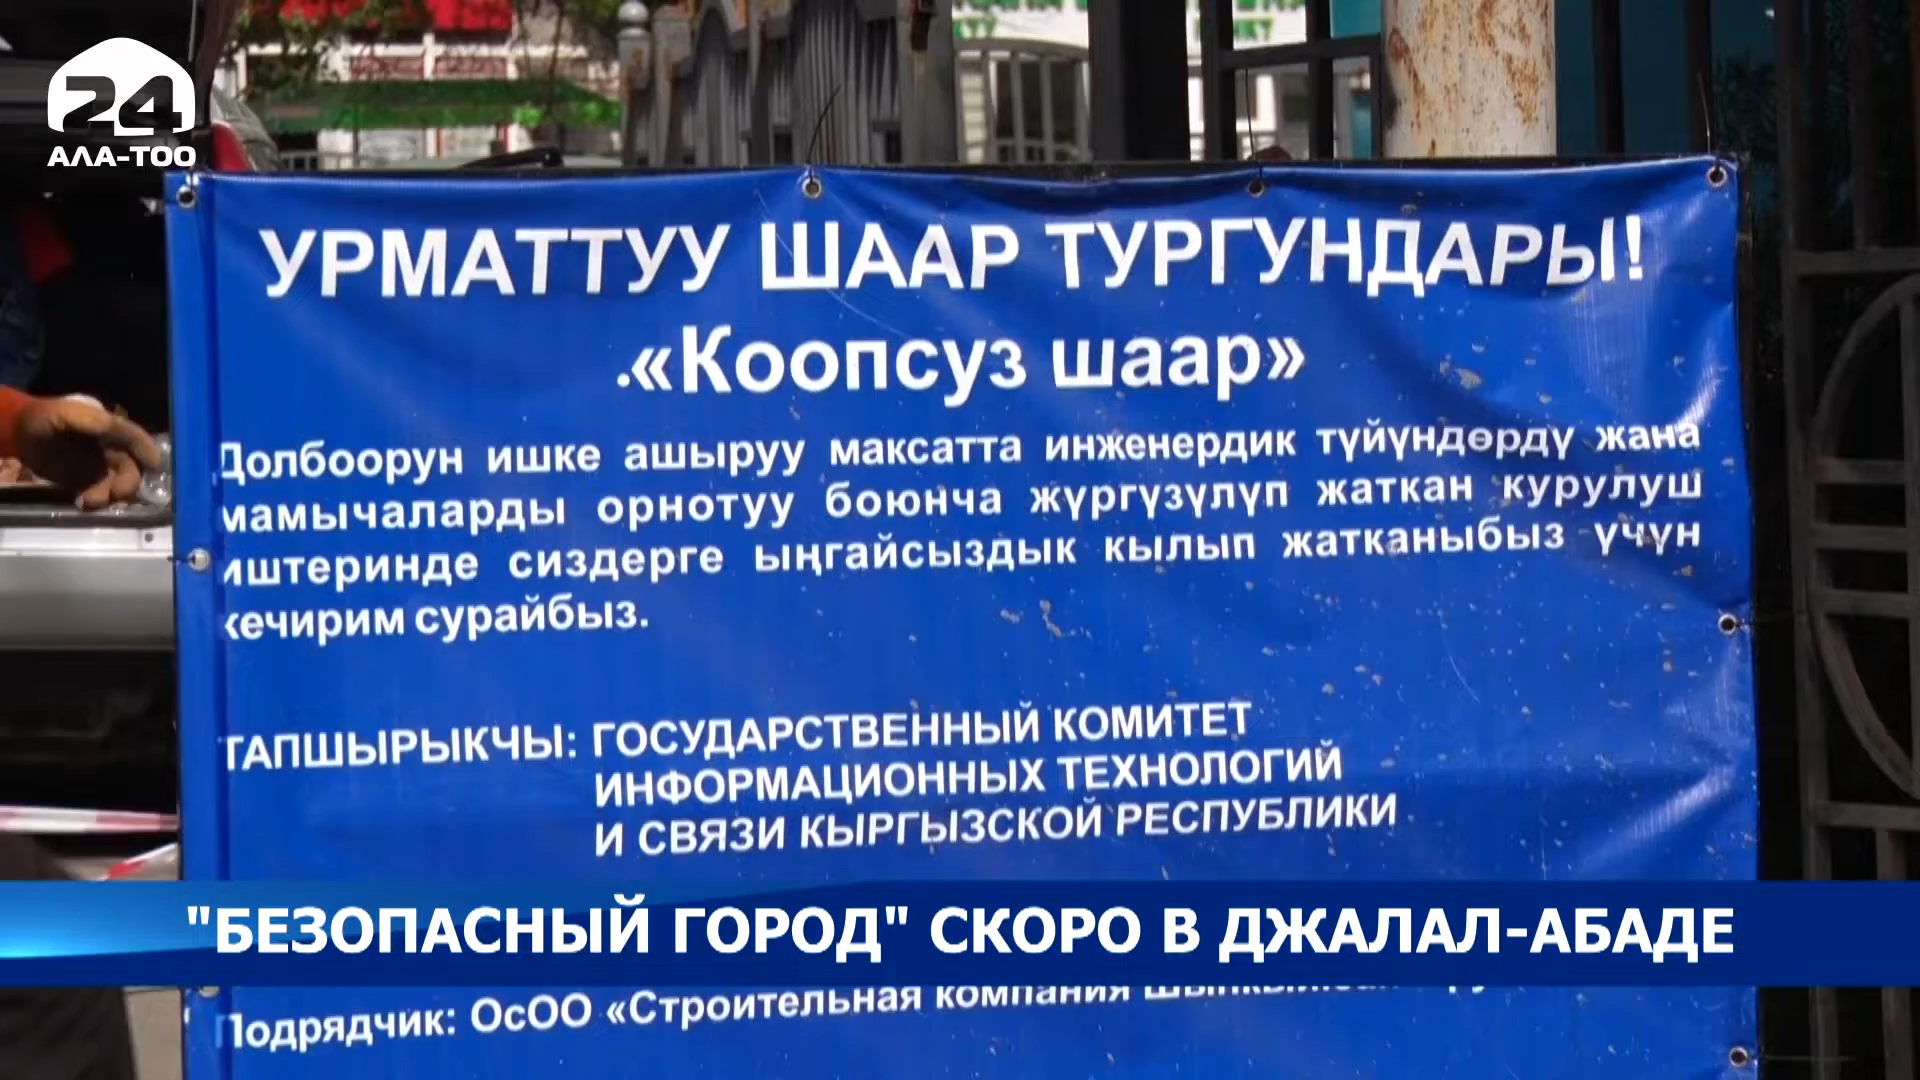 24
АЛА-ТОО
УРМАТТУУ ШААР ТУРГУНДАРЫ!
«Коопсуз шаар»
Долбоорун ишке ашыруу максатта инженердик түйүндөрдү жана
мамычаларды орнотуу боюнча жүргүзүлүп жаткан курулуш
иштеринде сиздерге ыңгайсыздык кылып жатканыбыз үчүн
кечирим сурайбыз.
ТАПШЫРЫКЧЫ: ГОСУДАРСТВЕННЫЙ КОМИТЕТ
ИНФОРМАЦИОННЫХ ТЕХНОЛОГИЙ
И СВЯЗИ КЫРГЫЗСКОЙ РЕСПУБЛИКИ
"БЕЗОПАСНЫЙ ГОРОД" СКОРО В ДЖАЛАЛ-АБАДЕ
Подрядчик: ОсОО «Строительная компания